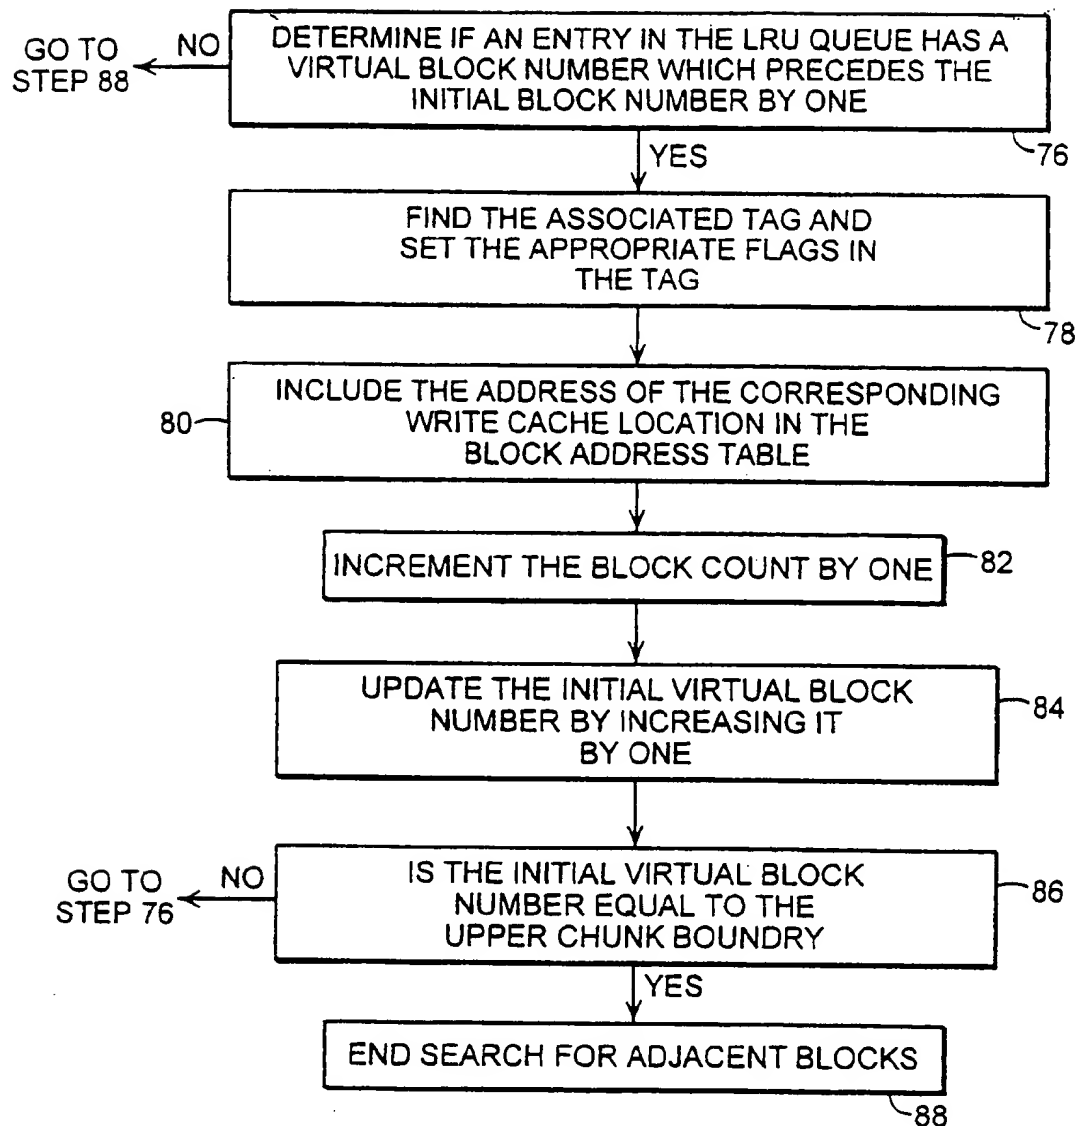 DETERMINE IF AN ENTRY IN THE LRU QUEUE HAS A
VIRTUAL BLOCK NUMBER WHICH PRECEDES THE
INITIAL BLOCK NUMBER BY ONE
NO
GO TO
STEP 88
76
YES
FIND THE ASSOCIATED TAG AND
SET THE APPROPRIATE FLAGS IN
THE TAG
78
INCLUDE THE ADDRESS OF THE CORRESPONDING
WRITE CACHE LOCATION IN THE
BLOCK ADDRESS TABLE
80
INCREMENT THE BLOCK COUNT BY ONE
82
UPDATE THE INITIAL VIRTUAL BLOCK
NUMBER BY INCREASING IT
BY ONE
84
IS THE INITIAL VIRTUAL BLOCK
NUMBER EQUAL TO THE
UPPER CHUNK BOUNDRY
86
NO
GO TO
STEP 76
YES
END SEARCH FOR ADJACENT BLOCKS
88